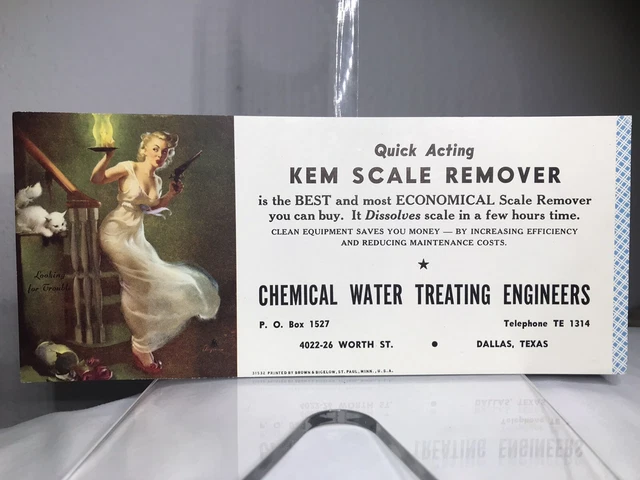 Looking
for Trouble
Quick Acting
KEM SCALE REMOVER
is the BEST and most ECONOMICAL Scale Remover
you can buy. It Dissolves scale in a few hours time.
CLEAN EQUIPMENT SAVES YOU MONEY — BY INCREASING EFFICIENCY
AND REDUCING MAINTENANCE COSTS.
CHEMICAL WATER TREATING ENGINEERS
P. O. Box 1527 Telephone TE 1314
4022-26 WORTH ST. • DALLAS, TEXAS
PRINTED BY BROWN & BIGELOW, ST. PAUL, MINN., U.S.A.